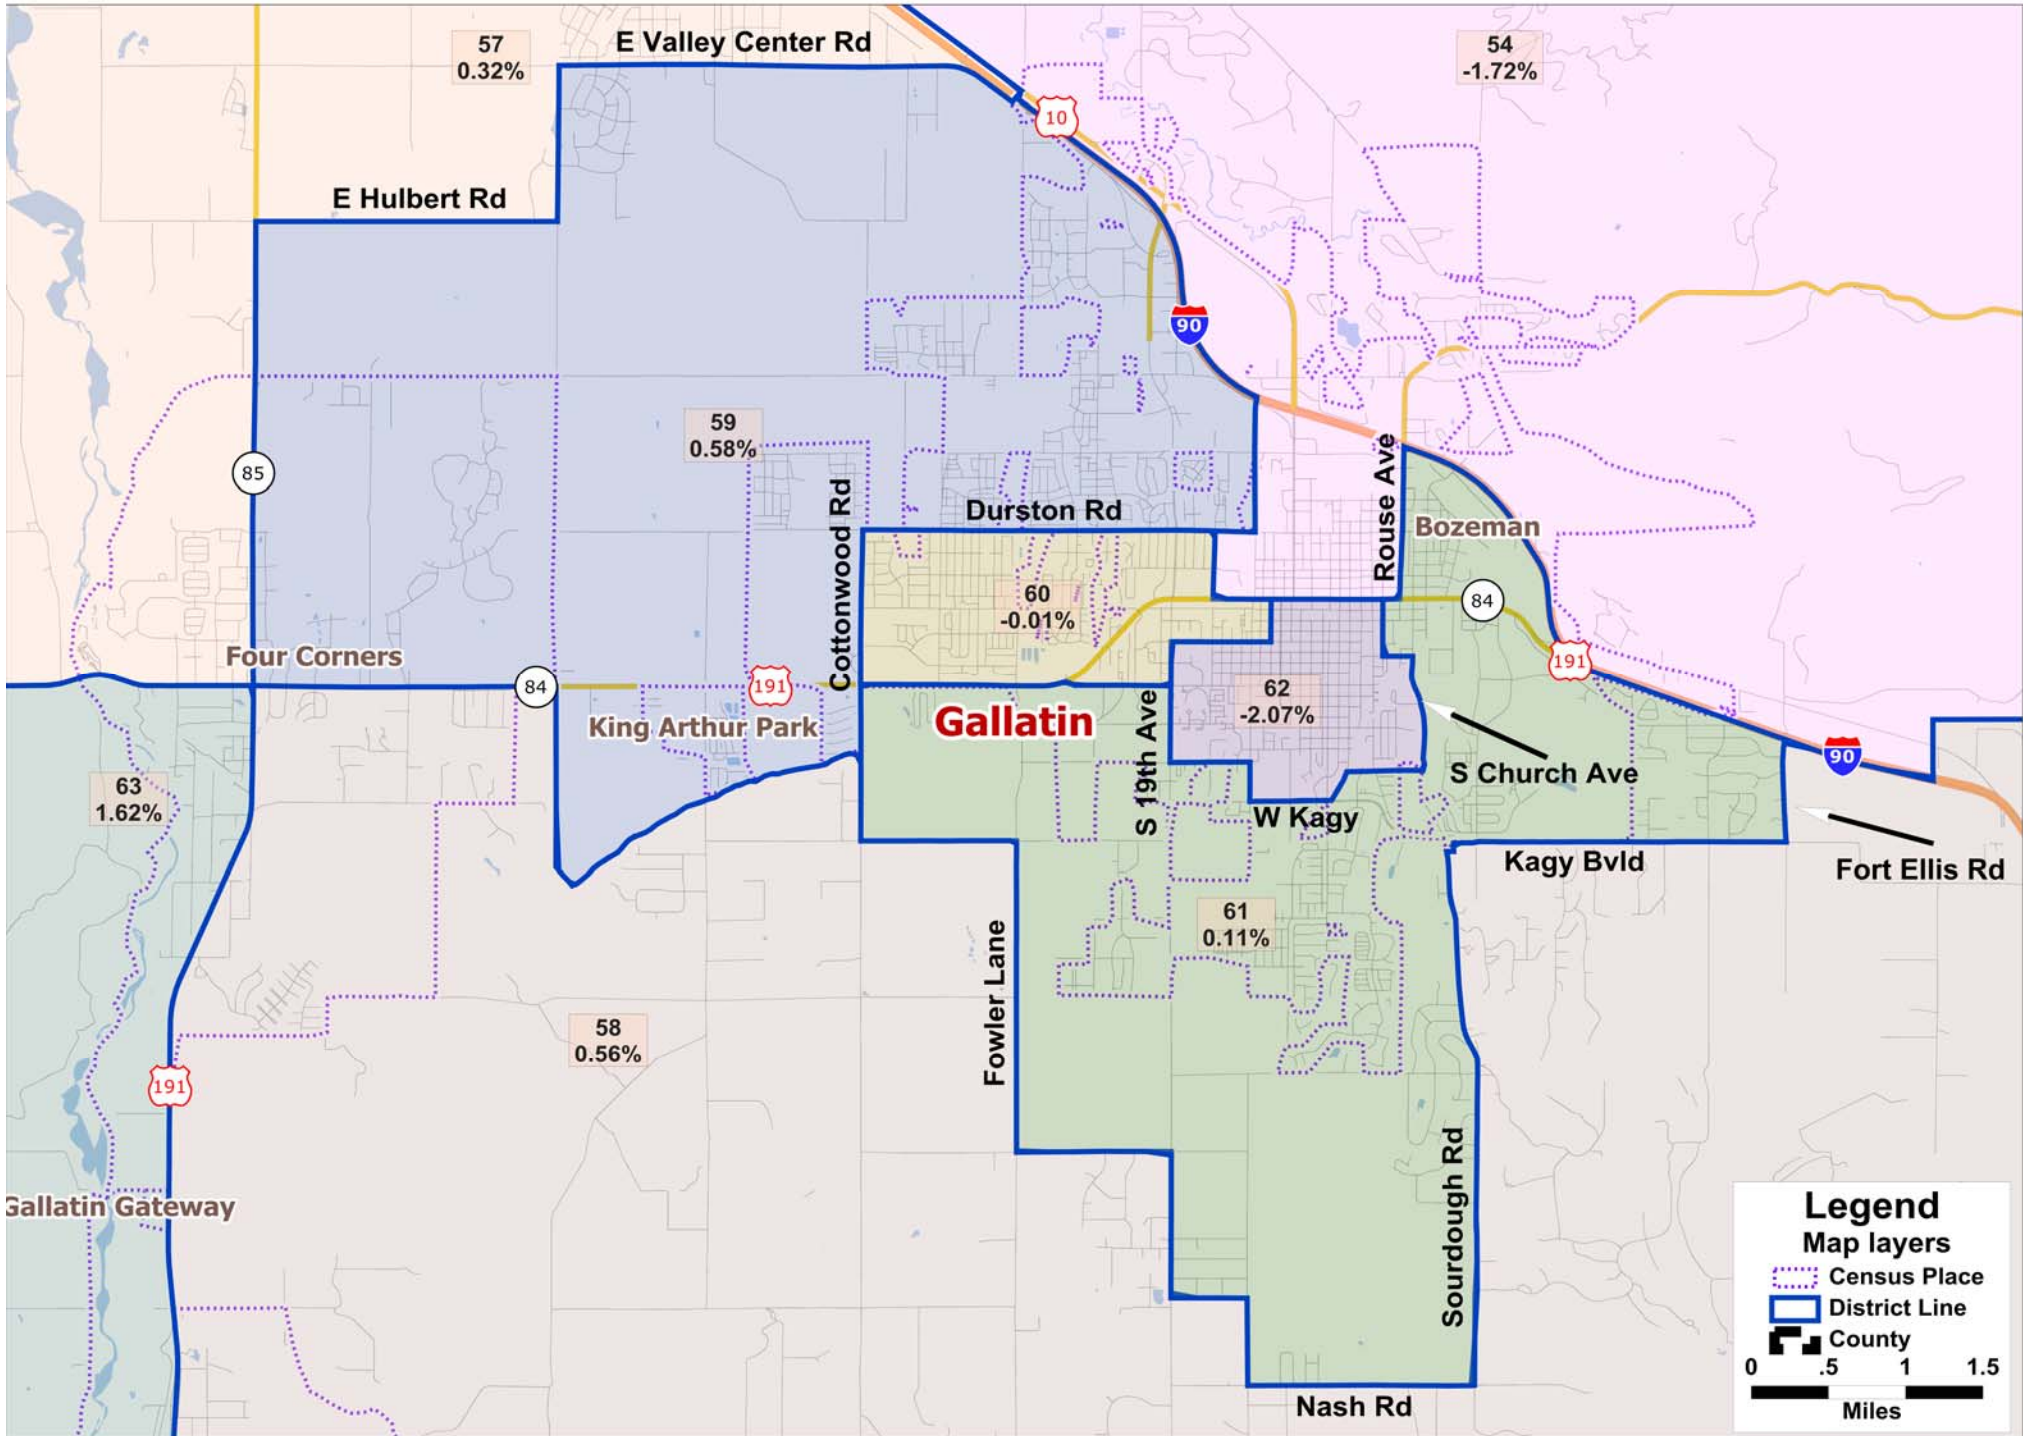 57
0.32%
E Valley Center Rd
54
-1.72%
10
E Hulbert Rd
90
59
0.58%
85
Rouse Ave
Cottonwood Rd
Durston Rd
Bozeman
60
-0.01%
84
Four Corners
191
84
191
King Arthur Park
Gallatin
S 19th Ave
62
-2.07%
S Church Ave
90
63
1.62%
W Kagy
Kagy Bvld
Fort Ellis Rd
61
0.11%
Fowler Lane
58
0.56%
191
Sourdough Rd
Gallatin Gateway
Nash Rd
Legend
Map layers
Census Place
District Line
County
0 .5 1 1.5
Miles